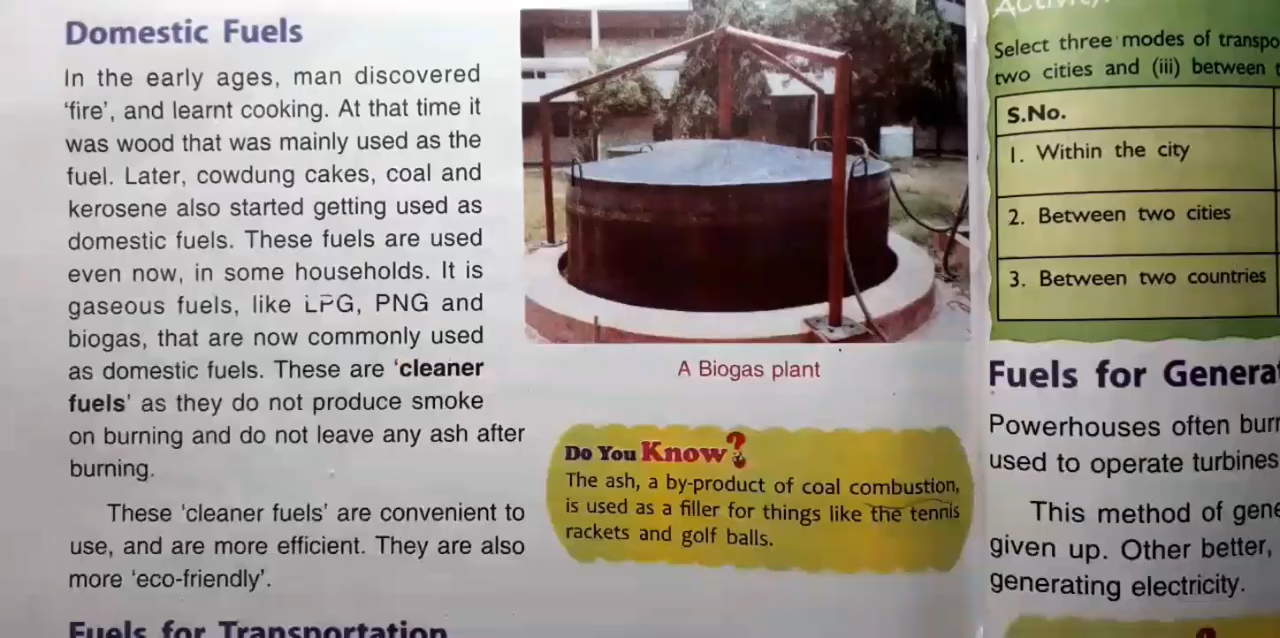 Domestic Fuels
In the early ages, man discovered
'fire', and learnt cooking. At that time it
was wood that was mainly used as the
fuel. Later, cowdung cakes, coal and
kerosene also started getting used as
domestic fuels. These fuels are used
even now, in some households. It is
gaseous fuels, like LPG, PNG and
biogas, that are now commonly used
as domestic fuels. These are 'cleaner
fuels' as they do not produce smoke
on burning and do not leave any ash after
burning.
These 'cleaner fuels' are convenient to
use, and are more efficient. They are also
more 'eco-friendly'.
Fuels for Transportation
A Biogas plant
Do You Know?
The ash, a by-product of coal combustion,
is used as a filler for things like the tennis
rackets and golf balls.
Activity
Select three modes of transpo
two cities and (iii) between
S.No.
1. Within the city
2. Between two cities
3. Between two countries
Fuels for Genera
Powerhouses often burn
used to operate turbines
This method of gene
given up. Other better,
generating electricity.